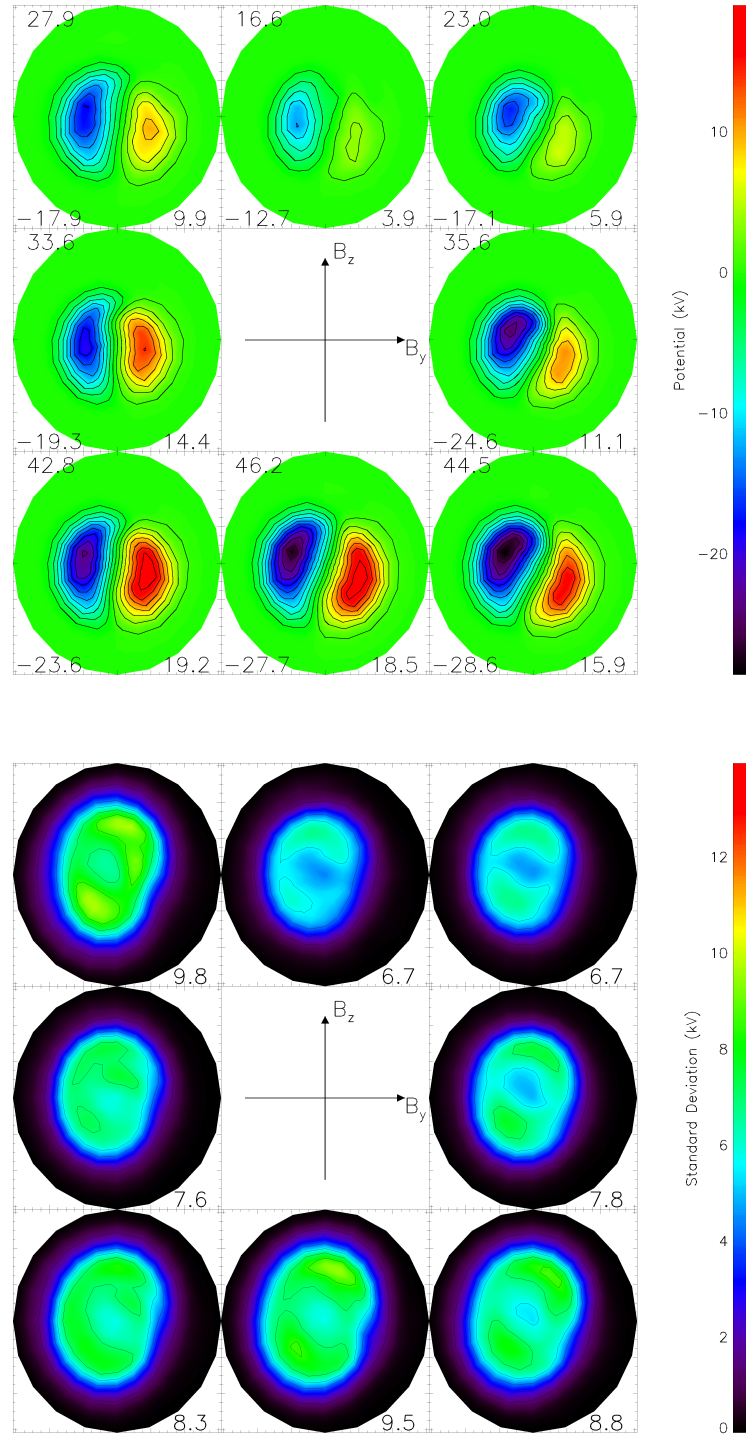 27.9 16.6 23.0
10
-17.9 9.9 -12.7 3.9 -17.1 5.9
33.6 B_z 35.6
0
B_y
Potential (kV)
-10
-19.3 14.4 -24.6 11.1
42.8 46.2 44.5
-20
-23.6 19.2 -27.7 18.5 -28.6 15.9
12
10
9.8 6.7 6.7
B_z
8
B_y
Standard Deviation (kV)
6
7.6 7.8
4
2
8.3 9.5 8.8
0